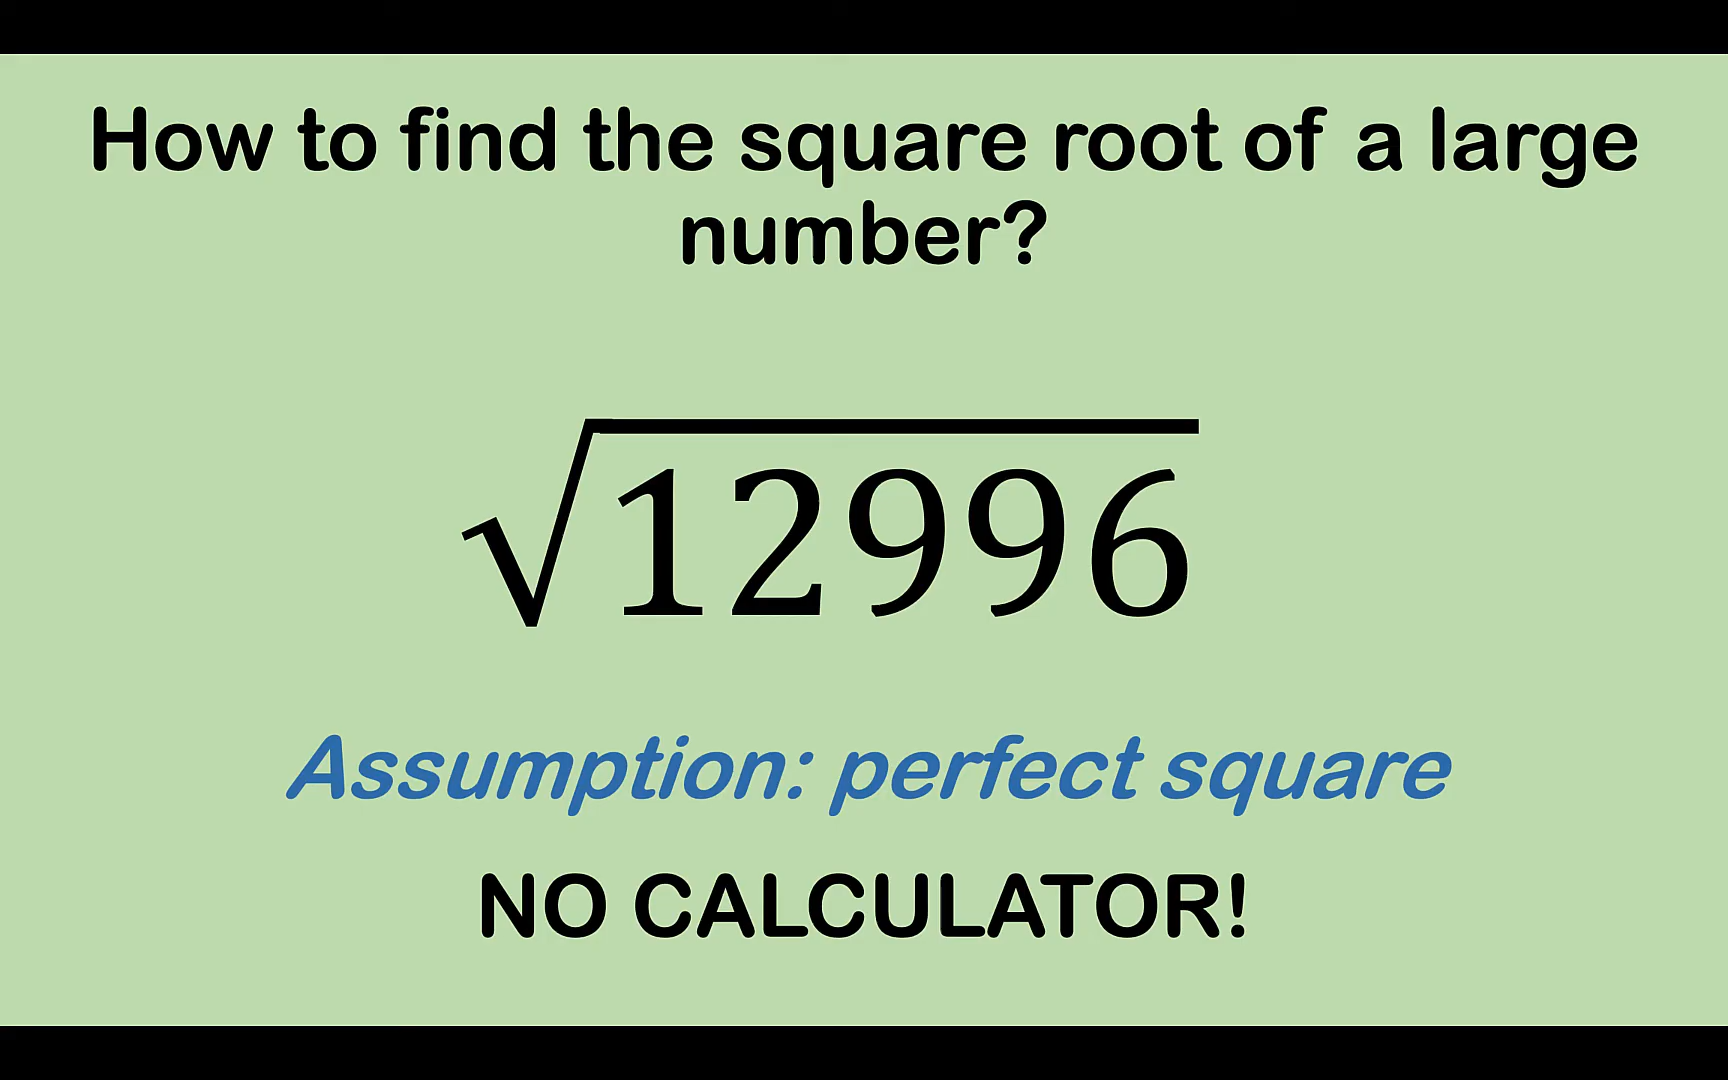 How to find the square root of a large
number?
√12996
Assumption: perfect square
NO CALCULATOR!